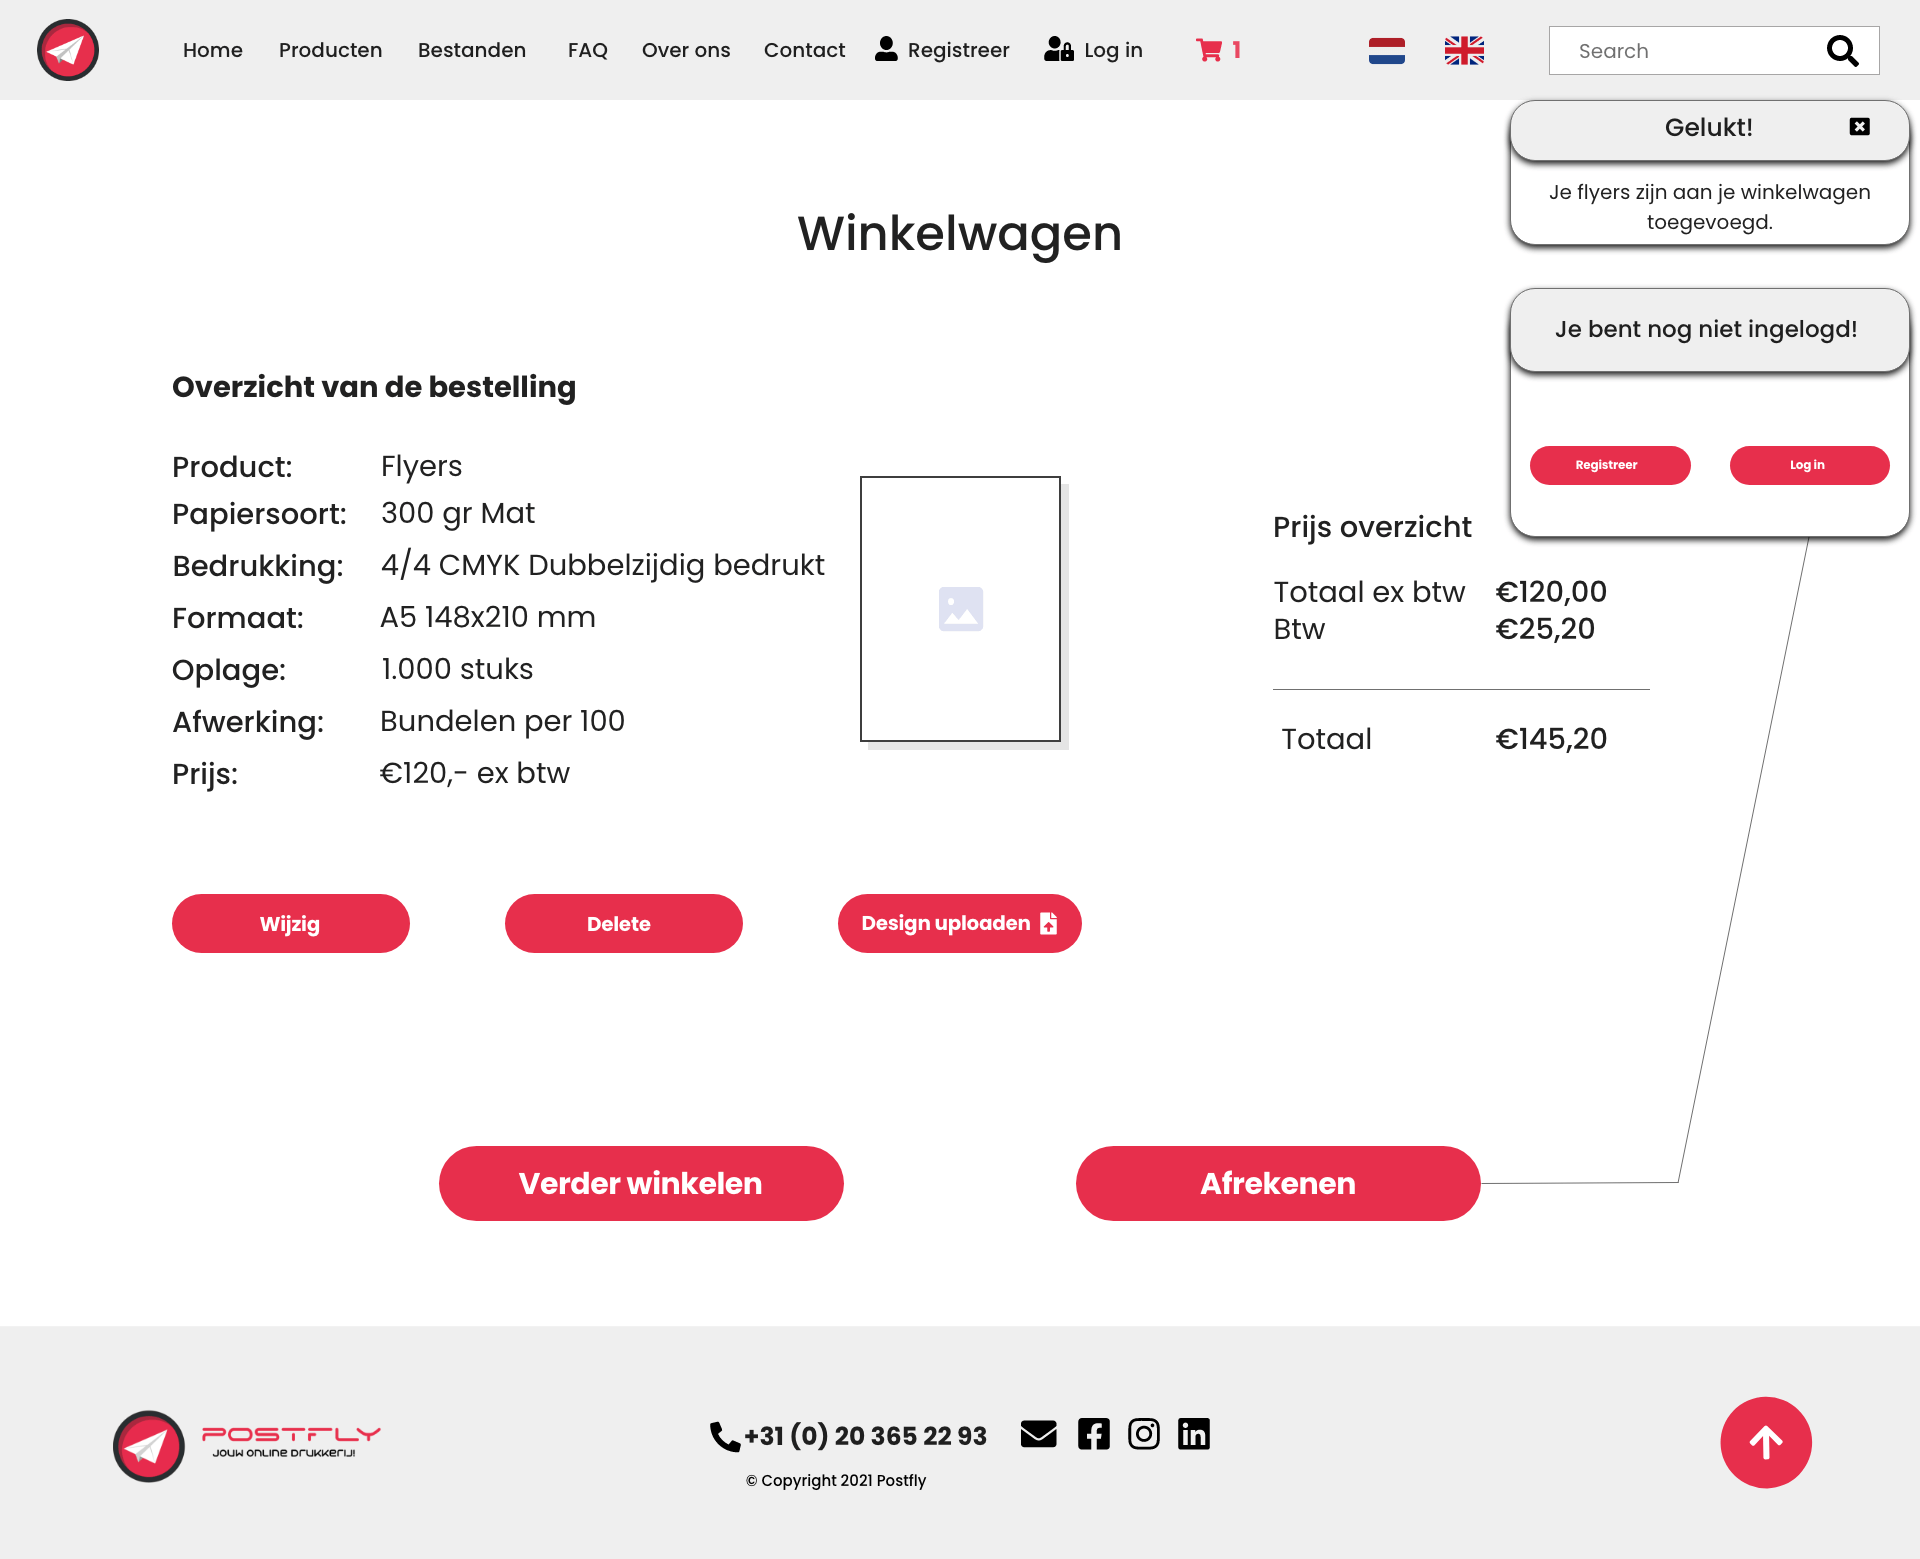 Home Producten Bestanden FAQ Over ons Contact Registreer Log in 1 Search
Gelukt!
Je flyers zijn aan je winkelwagen
toegevoegd.
Winkelwagen
Je bent nog niet ingelogd!
Registreer Log in
Overzicht van de bestelling
Product: Flyers
Papiersoort: 300 gr Mat
Bedrukking: 4/4 CMYK Dubbelzijdig bedrukt
Formaat: A5 148x210 mm
Oplage: 1.000 stuks
Afwerking: Bundelen per 100
Prijs: €120,- ex btw
Prijs overzicht
Totaal ex btw €120,00
Btw €25,20
Totaal €145,20
Wijzig Delete Design uploaden
Verder winkelen Afrekenen
POSTFLY
Jouw online drukkerij!
+31 (0) 20 365 22 93
© Copyright 2021 Postfly